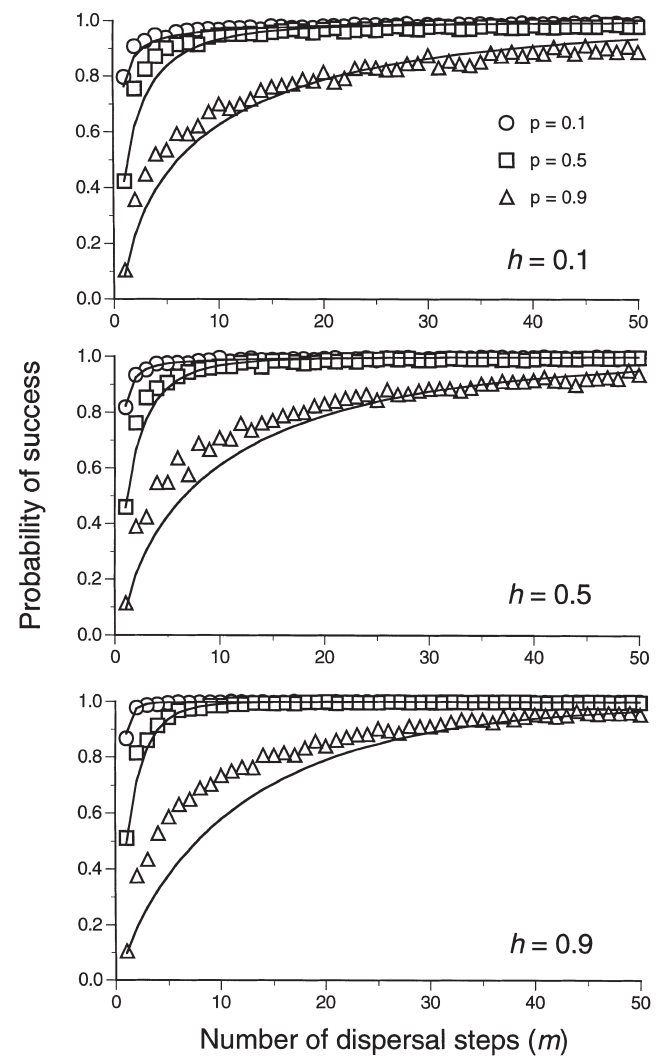 1.0
0.8
0.6
0.4
0.2
0.0
○ p = 0.1
□ p = 0.5
△ p = 0.9
h = 0.1
0 10 20 30 40 50
1.0
0.8
0.6
0.4
0.2
0.0
h = 0.5
0 10 20 30 40 50
Probability of success
1.0
0.8
0.6
0.4
0.2
0.0
h = 0.9
0 10 20 30 40 50
Number of dispersal steps (m)